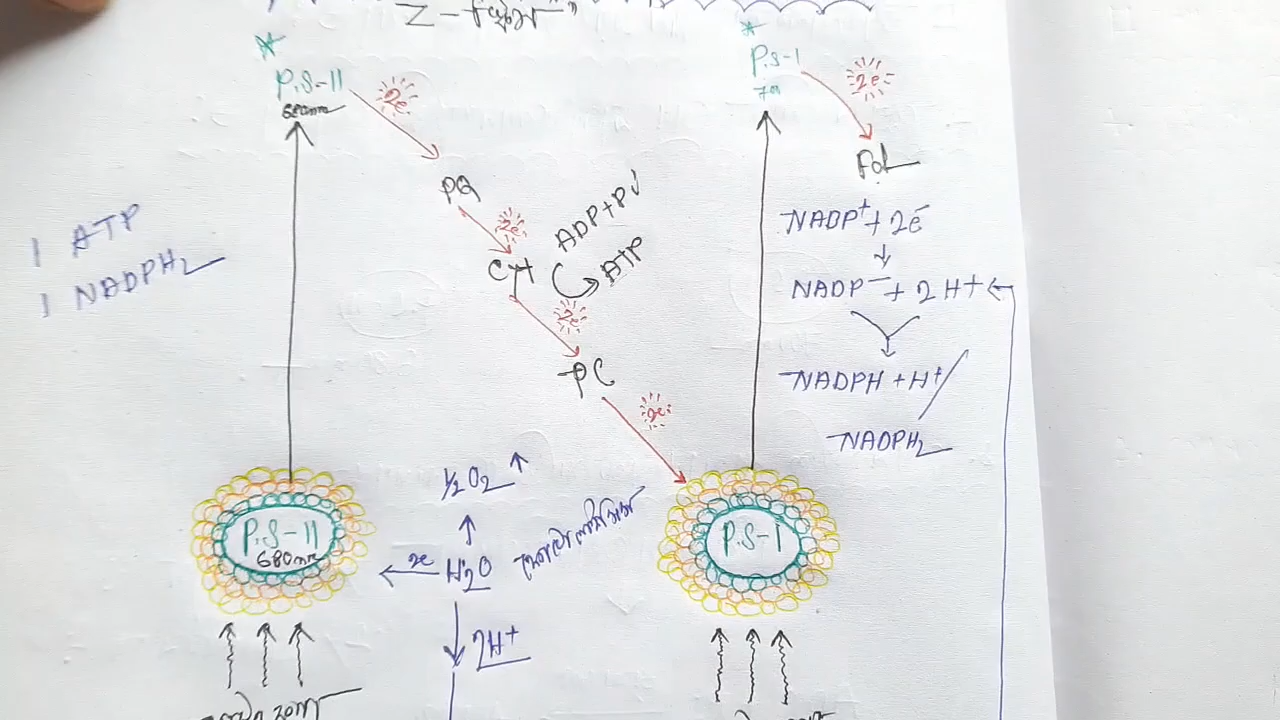 Z -
*
P.S-II
680nm
2e
*
P.S-I
2e
Fd
PQ
2e
Cyt
ADP+Pi
ATP
2e
PC
2e
1 ATP
1 NADPH2
NADP+ + 2e-
NADP- + 2H+
NADPH + H+/
NADPH2
P.S-II
680nm
P.S-I
1/2 O2
2e
H2O
2H+